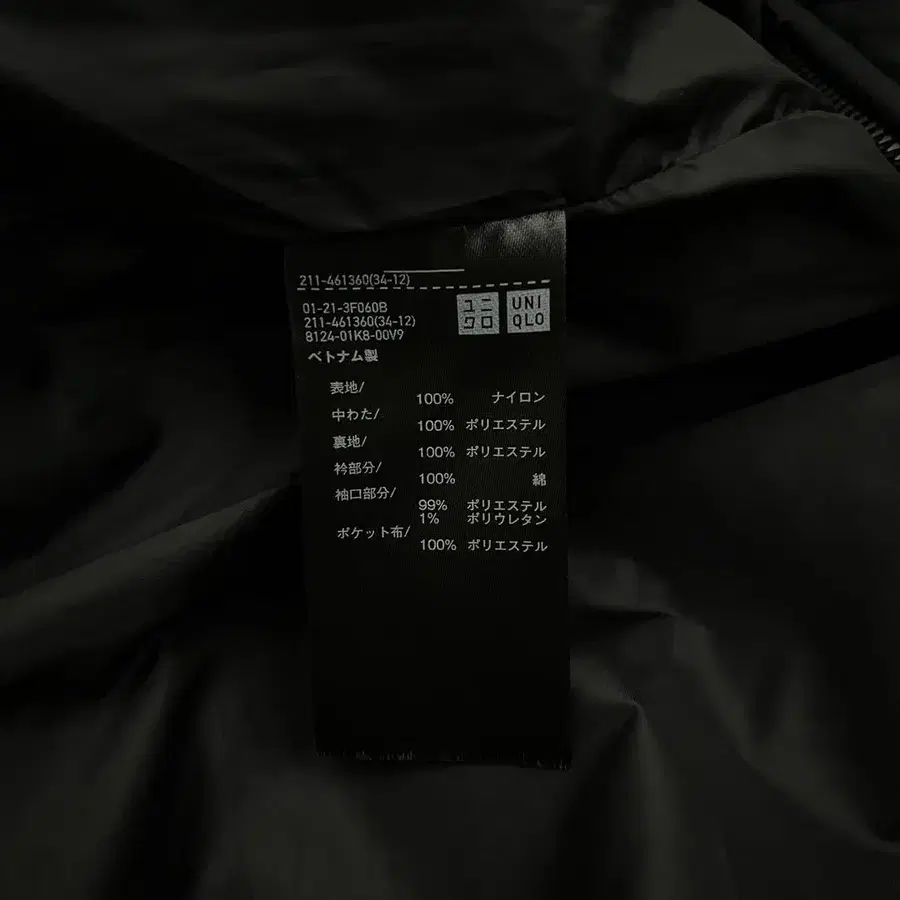 211-461360(34-12)
01-21-3F060B
211-461360(34-12)
8124-01K8-00V9
ユニ
クロ
UNI
QLO
ベトナム製
表地/
100% ナイロン
中わた/
100% ポリエステル
裏地/
100% ポリエステル
衿部分/
100% 綿
袖口部分/
99% ポリエステル
1% ポリウレタン
ポケット布/
100% ポリエステル